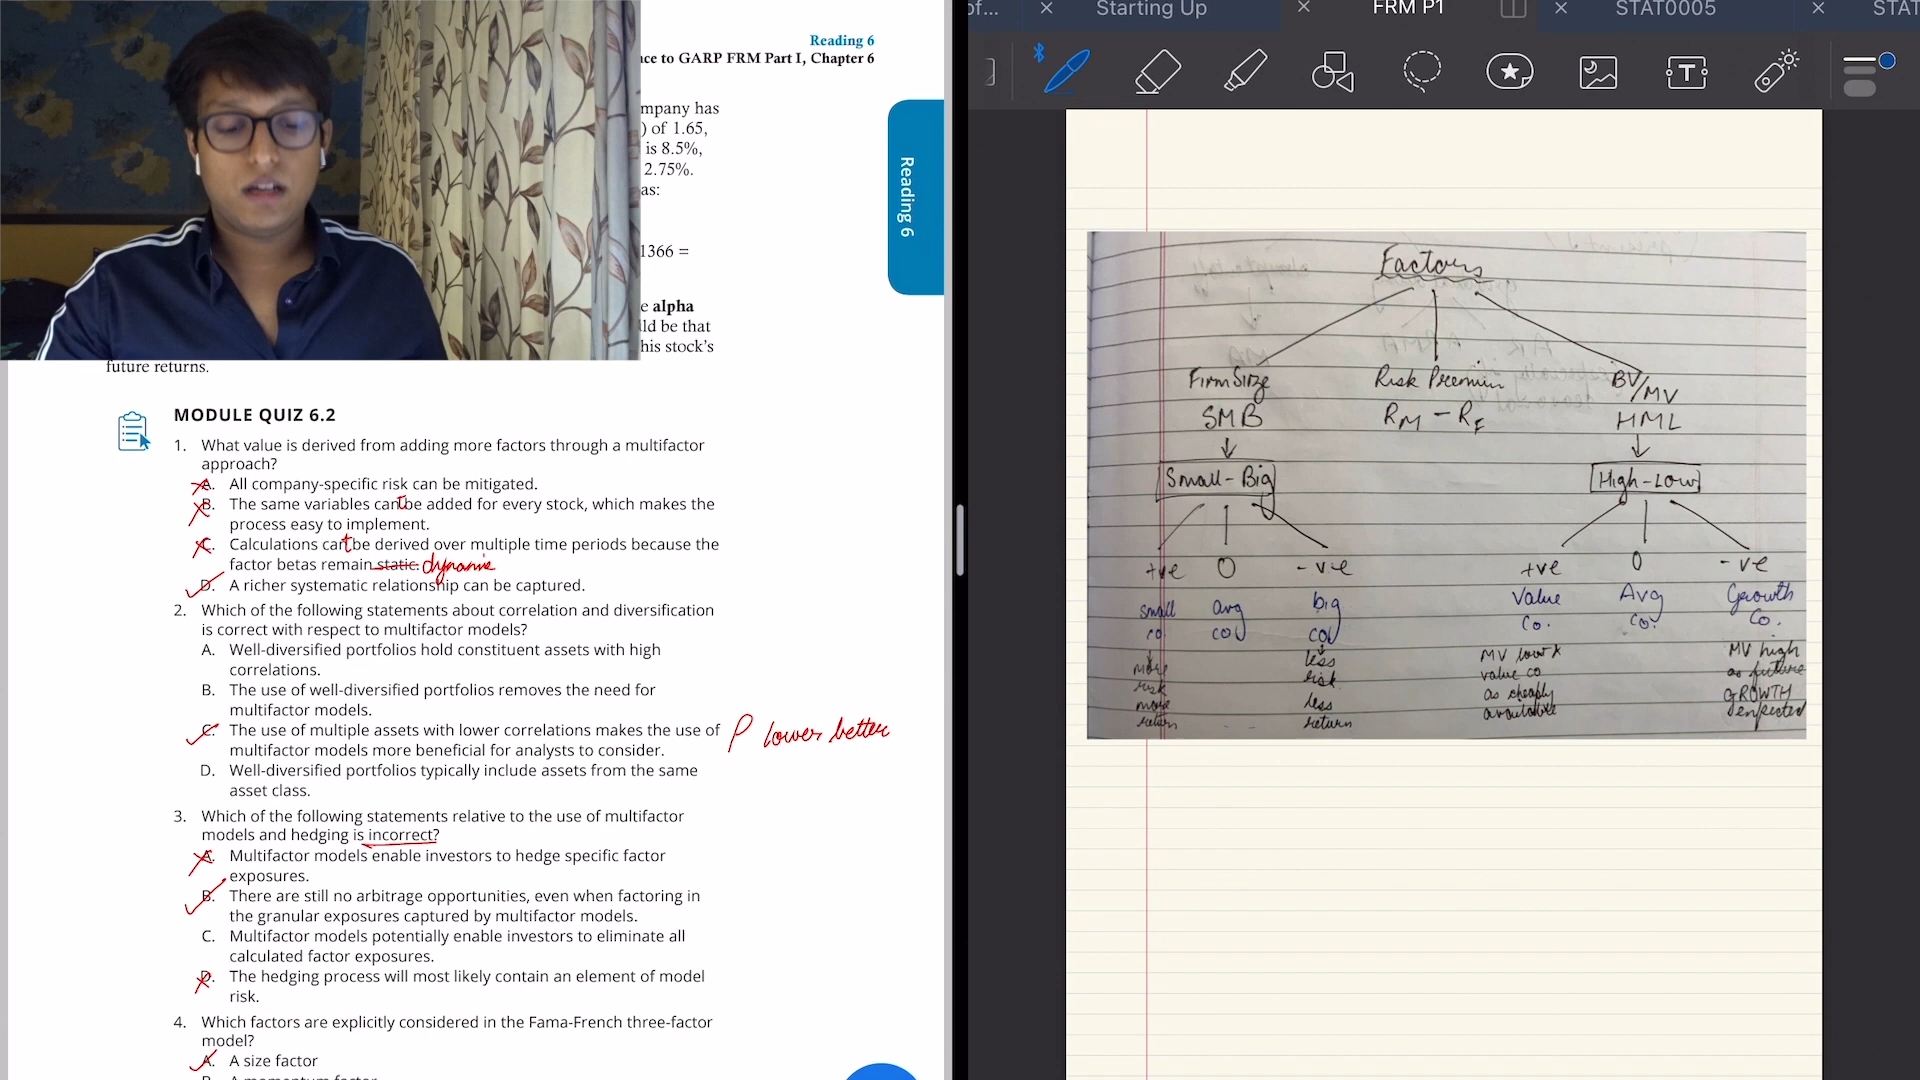 Reading 6
ce to GARP FRM Part I, Chapter 6
mpany has
) of 1.65,
is 8.5%,
2.75%.
as:
1366 =
e alpha
ld be that
his stock's
future returns.
Reading 6
MODULE QUIZ 6.2
1. What value is derived from adding more factors through a multifactor
approach?
A. All company-specific risk can be mitigated.
B. The same variables can't be added for every stock, which makes the
process easy to implement.
C. Calculations can't be derived over multiple time periods because the
factor betas remain static. dynamic
D. A richer systematic relationship can be captured.
2. Which of the following statements about correlation and diversification
is correct with respect to multifactor models?
A. Well-diversified portfolios hold constituent assets with high
correlations.
B. The use of well-diversified portfolios removes the need for
multifactor models.
C. The use of multiple assets with lower correlations makes the use of
multifactor models more beneficial for analysts to consider.
ρ lower better
D. Well-diversified portfolios typically include assets from the same
asset class.
3. Which of the following statements relative to the use of multifactor
models and hedging is incorrect?
A. Multifactor models enable investors to hedge specific factor
exposures.
B. There are still no arbitrage opportunities, even when factoring in
the granular exposures captured by multifactor models.
C. Multifactor models potentially enable investors to eliminate all
calculated factor exposures.
D. The hedging process will most likely contain an element of model
risk.
4. Which factors are explicitly considered in the Fama-French three-factor
model?
A. A size factor
B. A momentum factor
of... Starting Up FRM P1 STAT0005 STAT
Factors
Firm Size Risk Premium BV/MV
SMB RM - RF HML
Small - Big High - Low
+ve 0 -ve +ve 0 -ve
small avg big Value Avg Growth
co co co Co. Co. Co.
more less MV low value co as cheaply available MV high
risk risk as future
more less GROWTH
return return expected